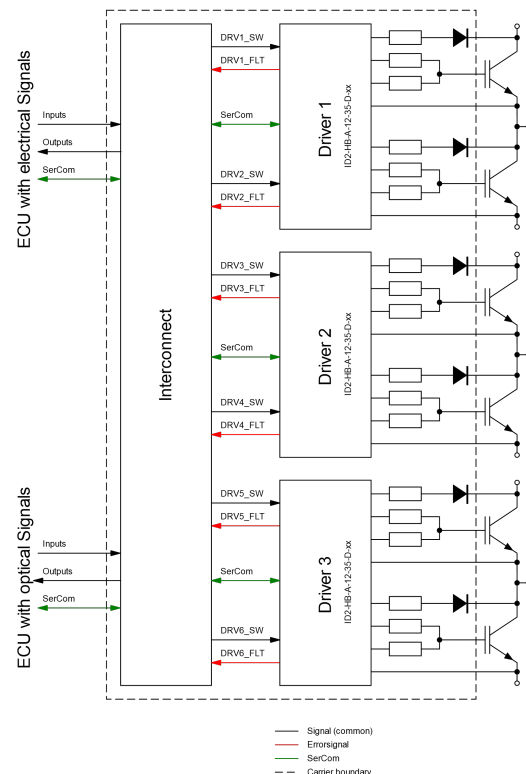 ECU with electrical Signals
Inputs
Outputs
SerCom
ECU with optical Signals
Inputs
Outputs
SerCom
Interconnect
DRV1_SW
DRV1_FLT
SerCom
DRV2_SW
DRV2_FLT
Driver 1
ID2-HB-A-12-35-D-xx
DRV3_SW
DRV3_FLT
SerCom
DRV4_SW
DRV4_FLT
Driver 2
ID2-HB-A-12-35-D-xx
DRV5_SW
DRV5_FLT
SerCom
DRV6_SW
DRV6_FLT
Driver 3
ID2-HB-A-12-35-D-xx
Signal (common)
Errorsignal
SerCom
Carrier boundary